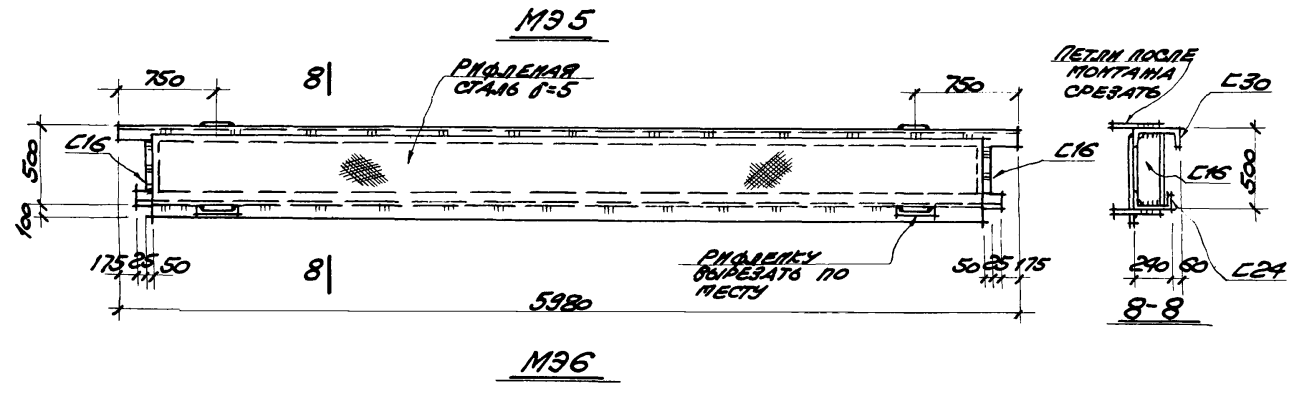 МЭ5
750
8
РИФЛЕНАЯ
СТАЛЬ δ=5
750
ПЕТЛИ ПОСЛЕ
МОНТАЖА
СРЕЗАТЬ
С30
500
С16
С16
С16
500
100
175
25
50
8
РИФЛЕНКУ
ВЫРЕЗАТЬ ПО
МЕСТУ
50
25
175
240
60
С24
5980
8-8
МЭ6